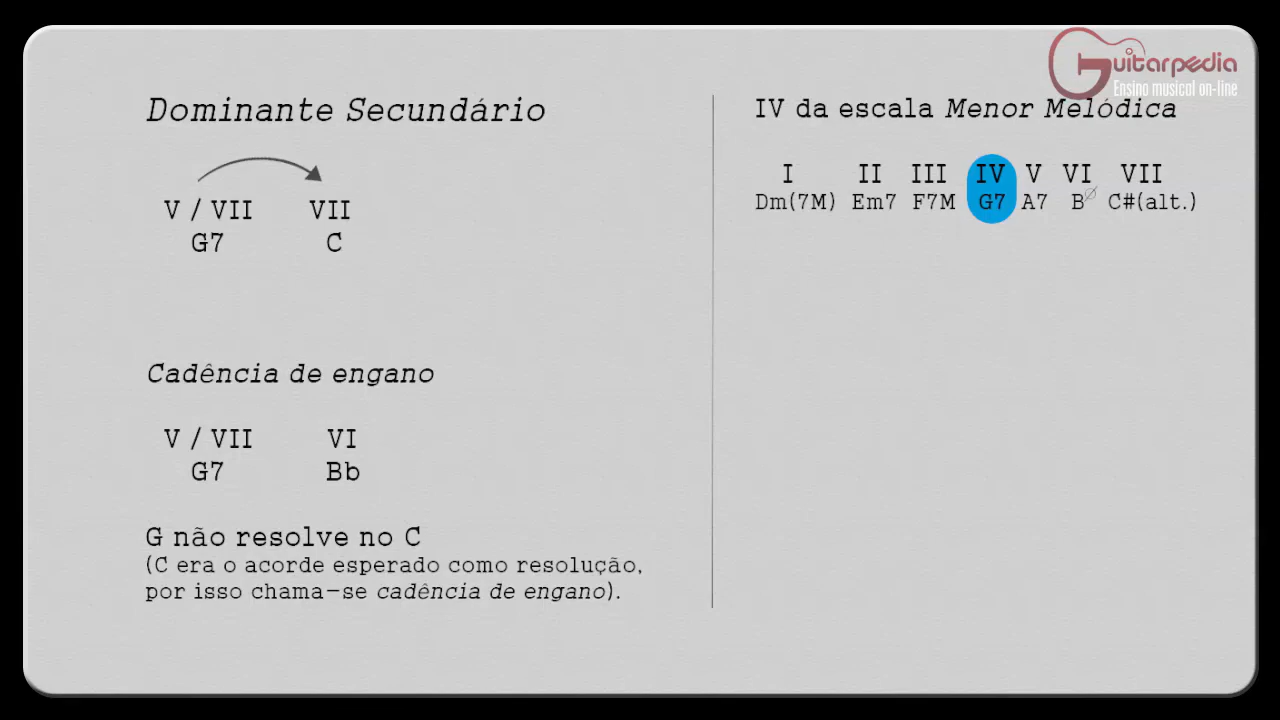 Guitarpedia
Ensino musical on-line
Dominante Secundário
V / VII VII
G7 C
Cadência de engano
V / VII VI
G7 Bb
G não resolve no C
(C era o acorde esperado como resolução,
por isso chama-se cadência de engano).
IV da escala Menor Melódica
I II III IV V VI VII
Dm(7M) Em7 F7M G7 A7 BØ C#(alt.)